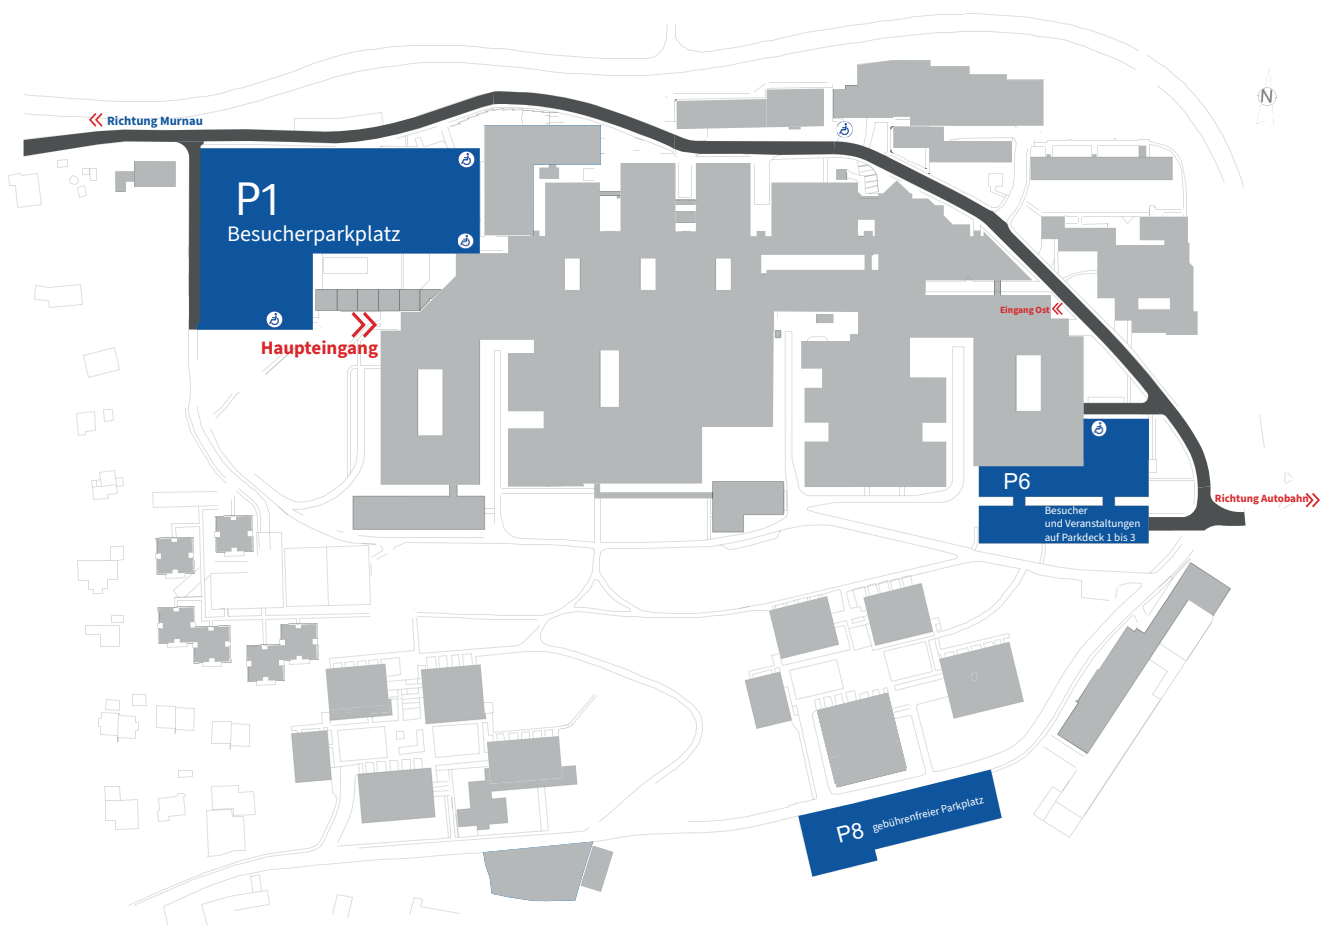 N
Richtung Murnau
P1
Besucherparkplatz
Eingang Ost
Haupteingang
P6
Richtung Autobahn
Besucher
und Veranstaltungen
auf Parkdeck 1 bis 3
P8 gebührenfreier Parkplatz